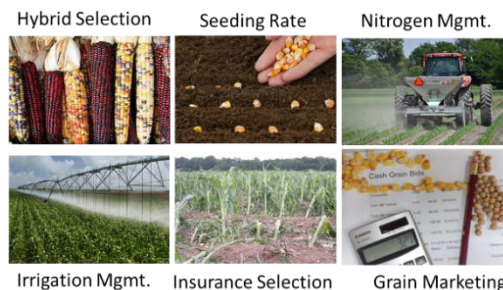 Hybrid Selection
Seeding Rate
Nitrogen Mgmt.
Cash Grain Bids
Irrigation Mgmt.
Insurance Selection
Grain Marketing